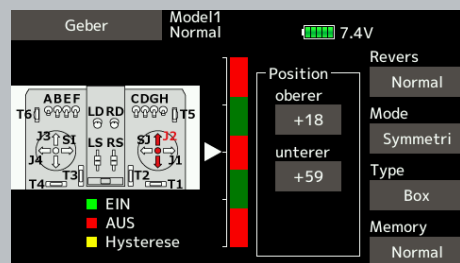 Geber
Model1
Normal
7.4V
Revers
Normal
Mode
Symmetri
Type
Box
Memory
Normal
Position
oberer
+18
unterer
+59
ABEF
CDGH
T6
LD RD
T5
J3
SI
LS RS
SJ
J2
J4
J1
T3
T2
T4
T1
EIN
AUS
Hysterese